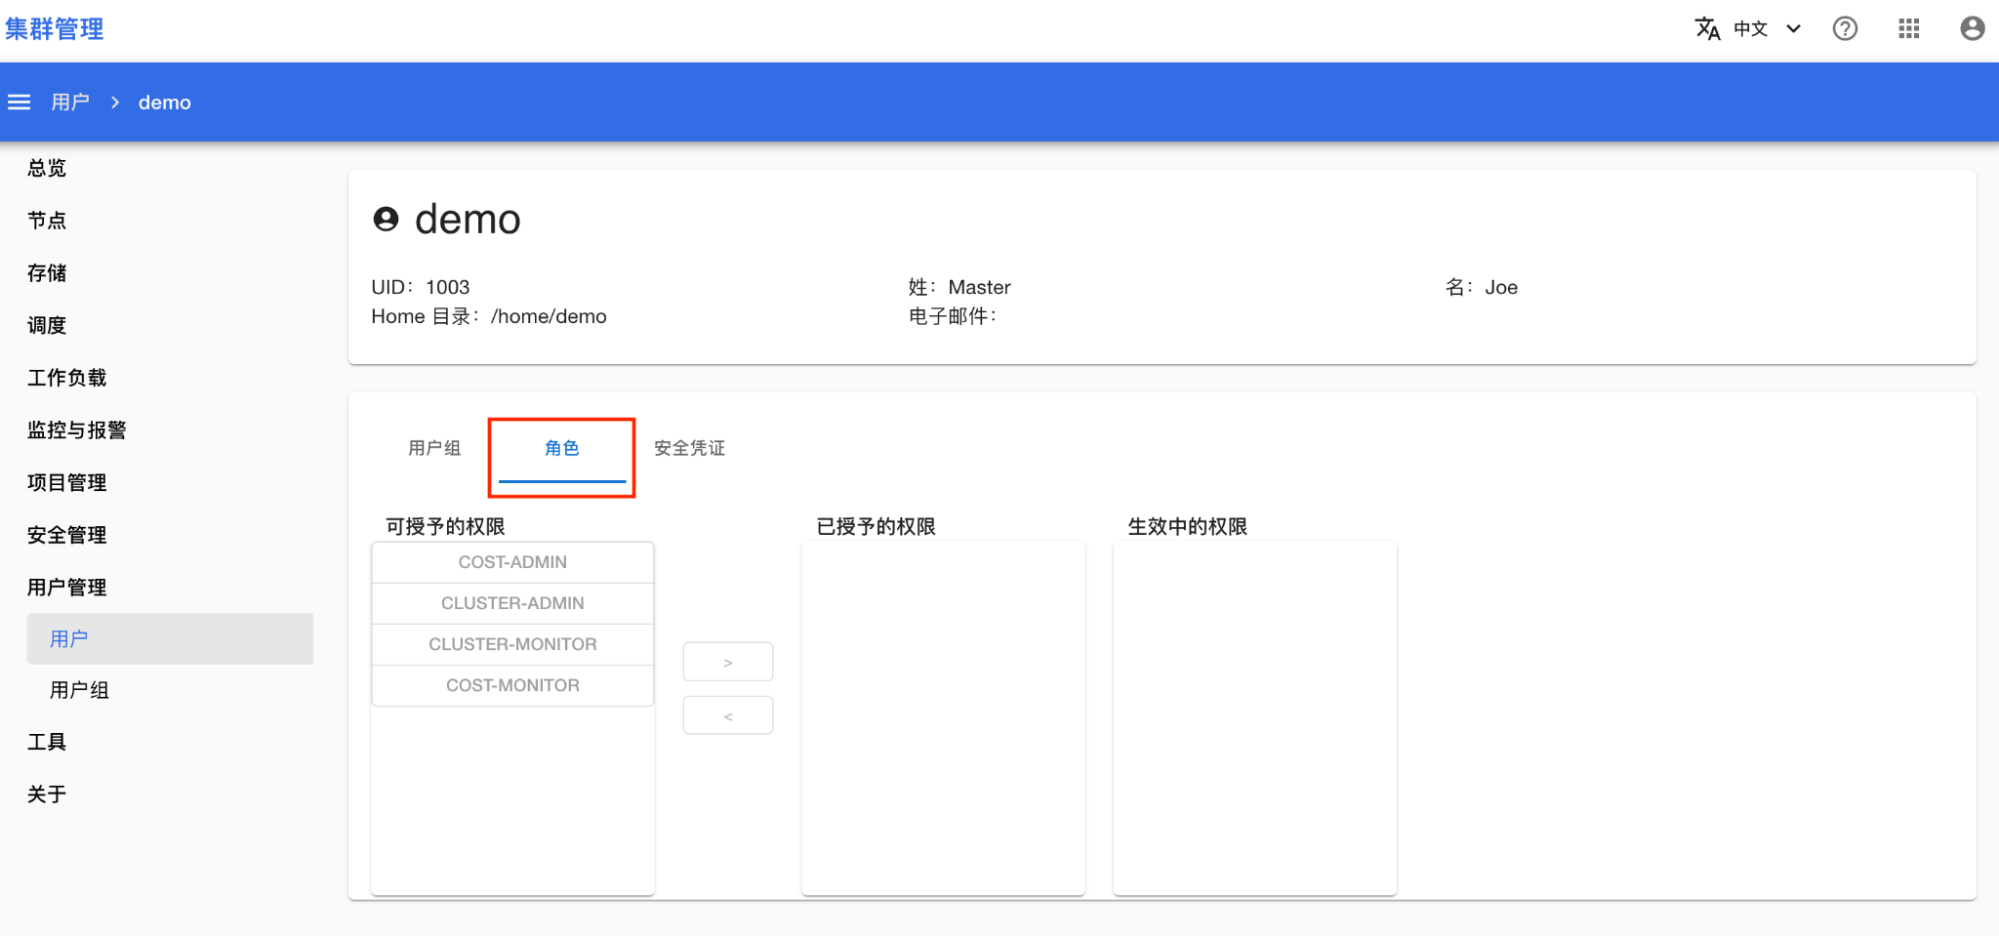 集群管理
中文
用户 > demo
总览
节点
存储
调度
工作负载
监控与报警
项目管理
安全管理
用户管理
用户
用户组
工具
关于
demo
UID：1003 姓：Master 名：Joe
Home 目录：/home/demo 电子邮件：
用户组 角色 安全凭证
可授予的权限 已授予的权限 生效中的权限
COST-ADMIN
CLUSTER-ADMIN
CLUSTER-MONITOR
COST-MONITOR
>
<